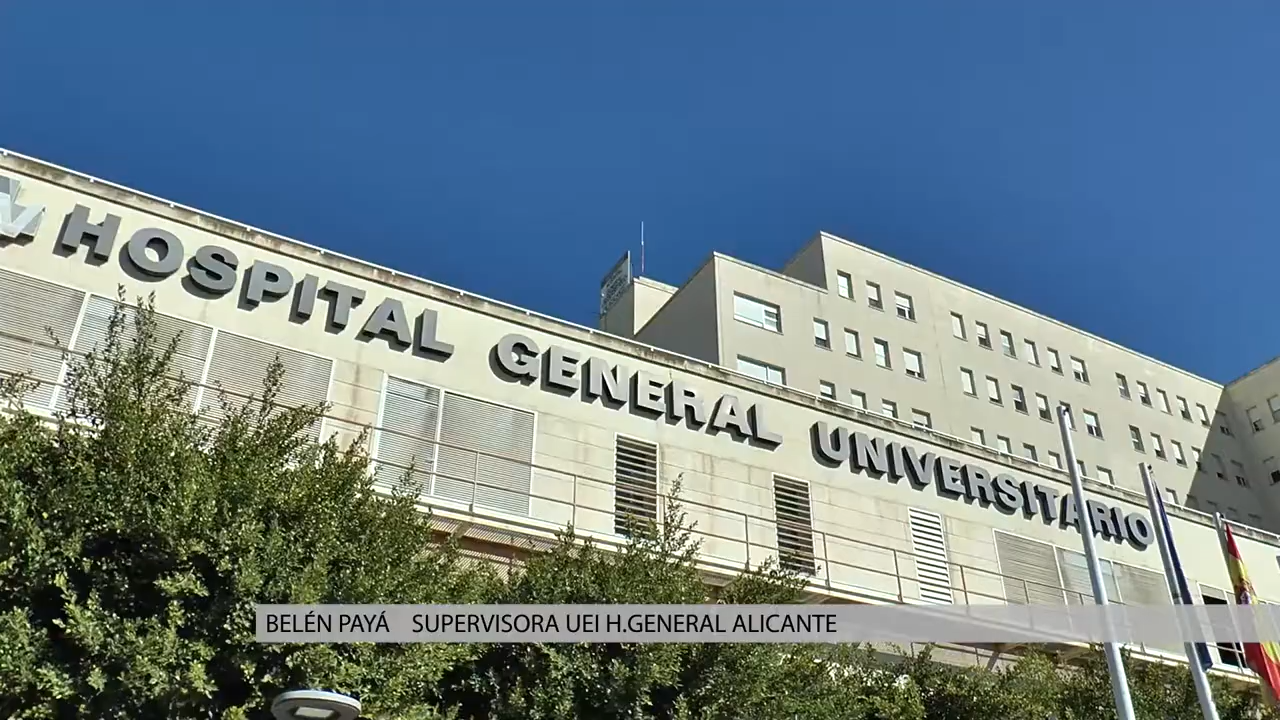 HOSPITAL GENERAL UNIVERSITARIO
BELÉN PAYÁ SUPERVISORA UEI H.GENERAL ALICANTE